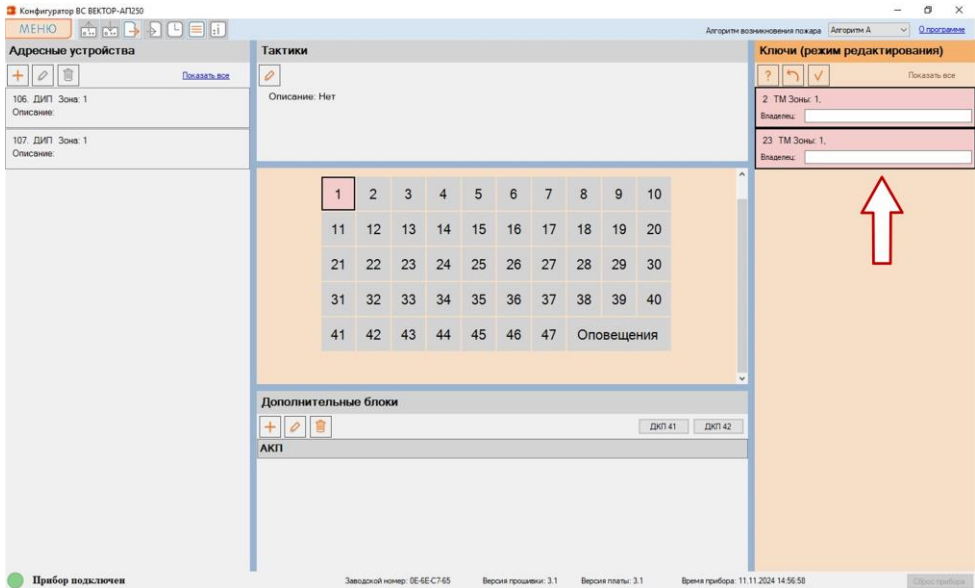 Конфигуратор ВС ВЕКТОР-АП250
МЕНЮ
Алгоритм возникновения пожара Алгоритм А О программе
Адресные устройства
Показать все
106. ДИП Зона: 1
Описание:
107. ДИП Зона: 1
Описание:
Тактики
Описание: Нет
1 2 3 4 5 6 7 8 9 10
11 12 13 14 15 16 17 18 19 20
21 22 23 24 25 26 27 28 29 30
31 32 33 34 35 36 37 38 39 40
41 42 43 44 45 46 47 Оповещения
Дополнительные блоки
ДКП 41 ДКП 42
АКП
Ключи (режим редактирования)
? Показать все
2 ТМ Зоны: 1,
Владелец:
23 ТМ Зоны: 1,
Владелец:
Прибор подключен Заводской номер: 0E-6E-C7-65 Версия прошивки: 3.1 Версия платы: 3.1 Время прибора: 11.11.2024 14:56:58 Сброс прибора